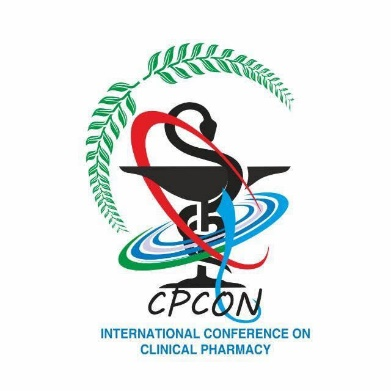 CPCON
INTERNATIONAL CONFERENCE ON
CLINICAL PHARMACY